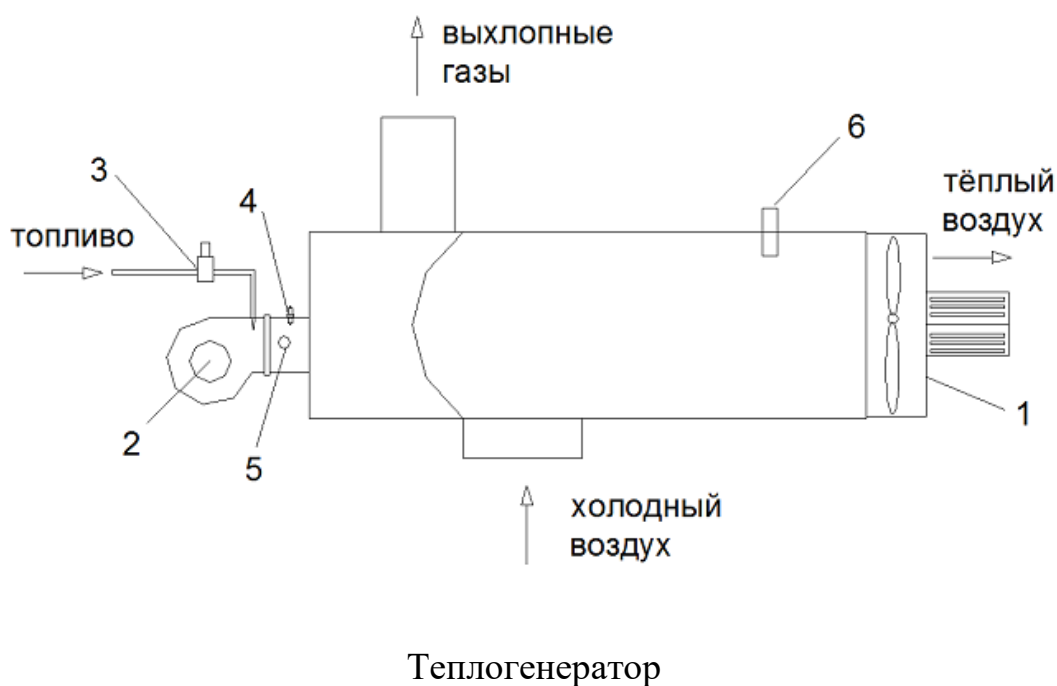 выхлопные
газы
6
3
тёплый
воздух
4
топливо
1
2
5
холодный
воздух
Теплогенератор